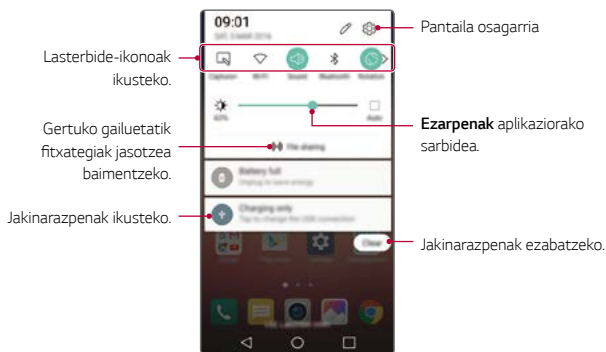 09:01
SAT, 5 MAR 2016
Pantaila osagarria
Lasterbide-ikonoak
ikusteko.
Capture+
Wi-Fi
Sound
Bluetooth
Rotation
63%
Auto
Ezarpenak aplikaziorako
sarbidea.
Gertuko gailuetatik
fitxategiak jasotzea
baimentzeko.
File sharing
Battery full
Unplug to save energy
Jakinarazpenak ikusteko.
Charging only
Tap to change the USB connection
Clear
Jakinarazpenak ezabatzeko.